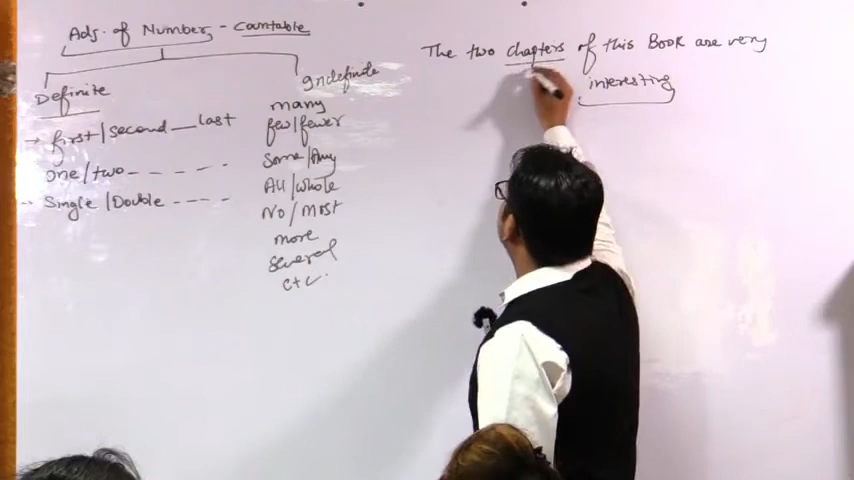 Adj. of Number - Countable
Definite
→ first/second __ last
one/two - - - - - -
→ Single/Double - - - -
Indefinite
many
few/fewer
Some/Any
All/whole
No/Most
more
Several
etc.
The two chapters of this Book are very
interesting